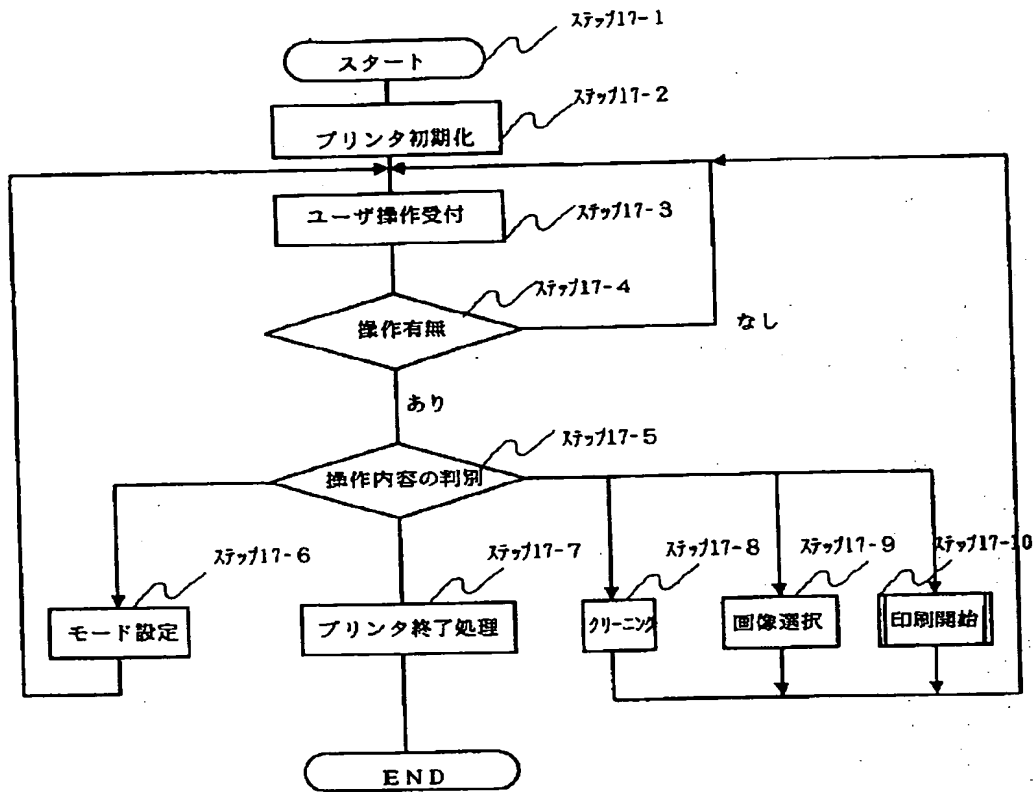 ｽﾃｯﾌﾟ17-1
スタート
ｽﾃｯﾌﾟ17-2
プリンタ初期化
ユーザ操作受付
ｽﾃｯﾌﾟ17-3
ｽﾃｯﾌﾟ17-4
操作有無
なし
あり
ｽﾃｯﾌﾟ17-5
操作内容の判別
ｽﾃｯﾌﾟ17-6
ｽﾃｯﾌﾟ17-7
ｽﾃｯﾌﾟ17-8
ｽﾃｯﾌﾟ17-9
ｽﾃｯﾌﾟ17-10
モード設定
プリンタ終了処理
ｸﾘｰﾆﾝｸﾞ
画像選択
印刷開始
END